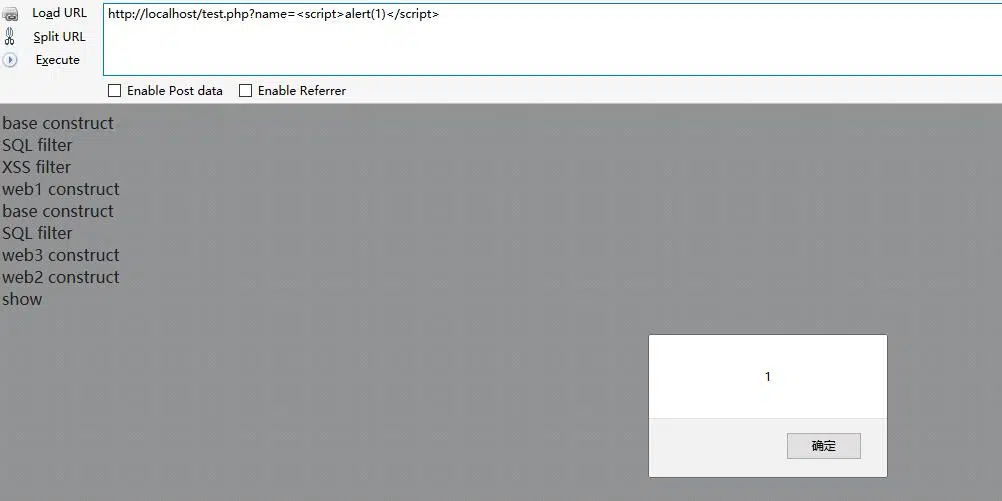 Load URL
http://localhost/test.php?name=<script>alert(1)</script>
Split URL
Execute
Enable Post data
Enable Referrer
base construct
SQL filter
XSS filter
web1 construct
base construct
SQL filter
web3 construct
web2 construct
show
1
确定